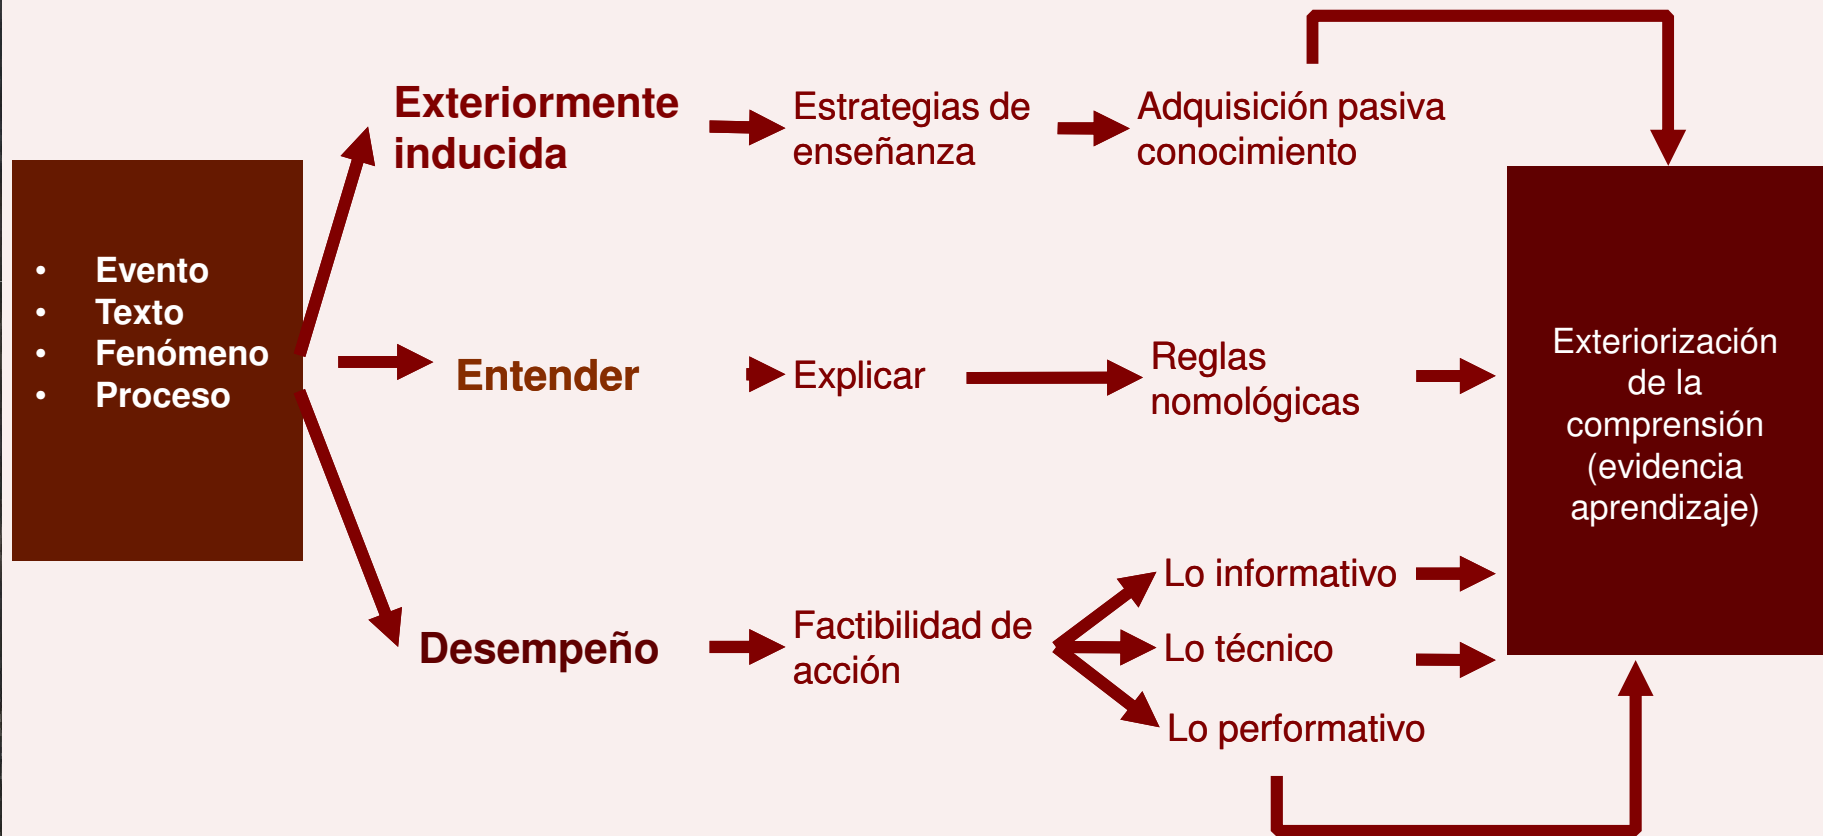 • Evento
• Texto
• Fenómeno
• Proceso
Exteriormente
inducida
Estrategias de
enseñanza
Adquisición pasiva
conocimiento
Entender
Explicar
Reglas
nomológicas
Desempeño
Factibilidad de
acción
Lo informativo
Lo técnico
Lo performativo
Exteriorización
de la
comprensión
(evidencia
aprendizaje)